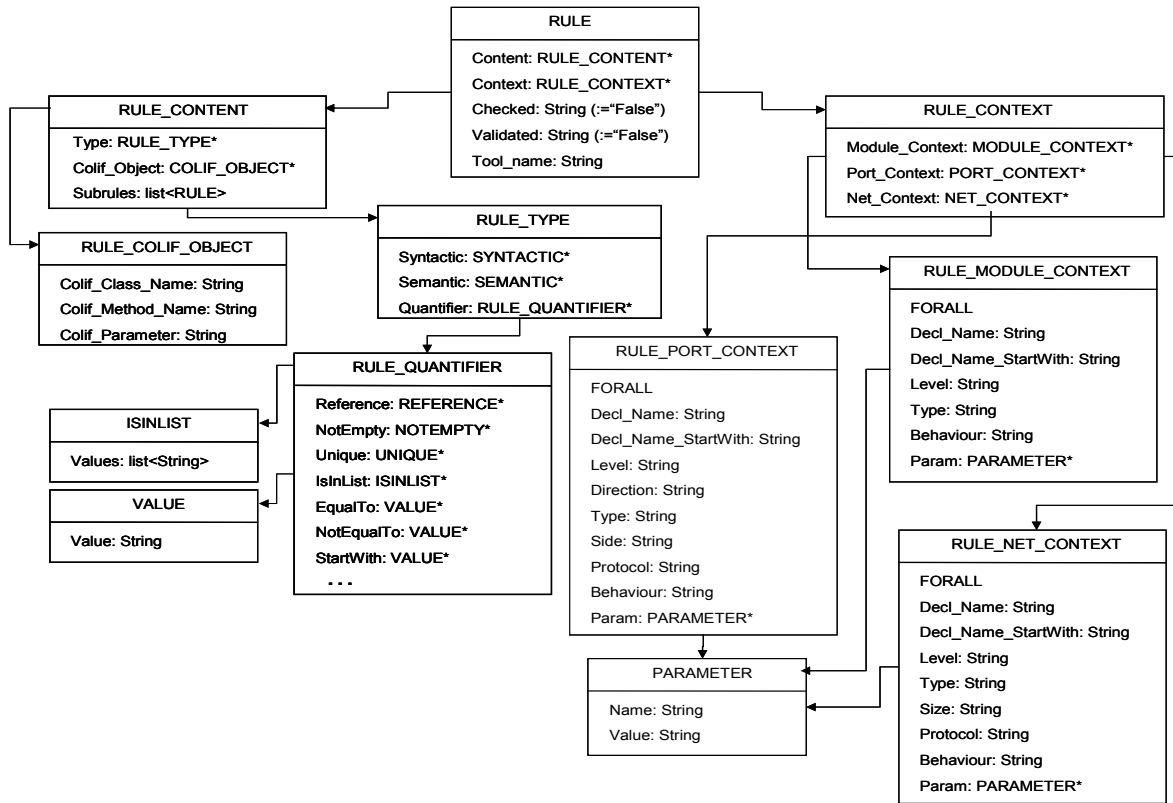 RULE
Content: RULE_CONTENT*
Context: RULE_CONTEXT*
Checked: String (:="False")
Validated: String (:="False")
Tool_name: String
RULE_CONTENT
Type: RULE_TYPE*
Colif_Object: COLIF_OBJECT*
Subrules: list<RULE>
RULE_CONTEXT
Module_Context: MODULE_CONTEXT*
Port_Context: PORT_CONTEXT*
Net_Context: NET_CONTEXT*
RULE_COLIF_OBJECT
Colif_Class_Name: String
Colif_Method_Name: String
Colif_Parameter: String
RULE_TYPE
Syntactic: SYNTACTIC*
Semantic: SEMANTIC*
Quantifier: RULE_QUANTIFIER*
RULE_MODULE_CONTEXT
FORALL
Decl_Name: String
Decl_Name_StartWith: String
Level: String
Type: String
Behaviour: String
Param: PARAMETER*
RULE_PORT_CONTEXT
FORALL
Decl_Name: String
Decl_Name_StartWith: String
Level: String
Direction: String
Type: String
Side: String
Protocol: String
Behaviour: String
Param: PARAMETER*
RULE_QUANTIFIER
Reference: REFERENCE*
NotEmpty: NOTEMPTY*
Unique: UNIQUE*
IsInList: ISINLIST*
EqualTo: VALUE*
NotEqualTo: VALUE*
StartWith: VALUE*
...
ISINLIST
Values: list<String>
VALUE
Value: String
RULE_NET_CONTEXT
FORALL
Decl_Name: String
Decl_Name_StartWith: String
Level: String
Type: String
Size: String
Protocol: String
Behaviour: String
Param: PARAMETER*
PARAMETER
Name: String
Value: String